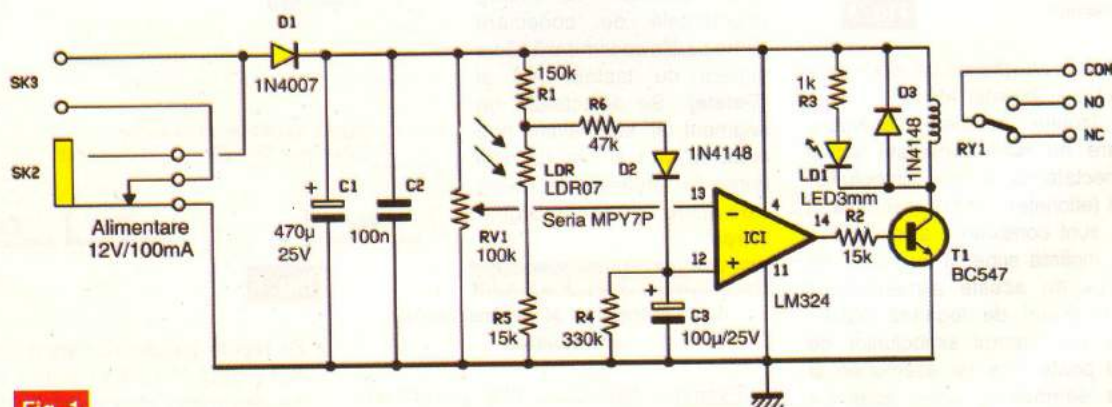 D1
1N4007
SK3
SK2
Alimentare
12V/100mA
C1
470µ
25V
C2
100n
RV1
100k
150k
R1
R6
47k
LDR
LDR07
R5
15k
D2
1N4148
Seria MPY7P
13
12
4
11
14
ICI
LM324
R4
330k
C3
100µ/25V
1k
R3
LD1
LED3mm
D3
1N4148
R2
15k
T1
BC547
RY1
COM
NO
NC
Fig. 1